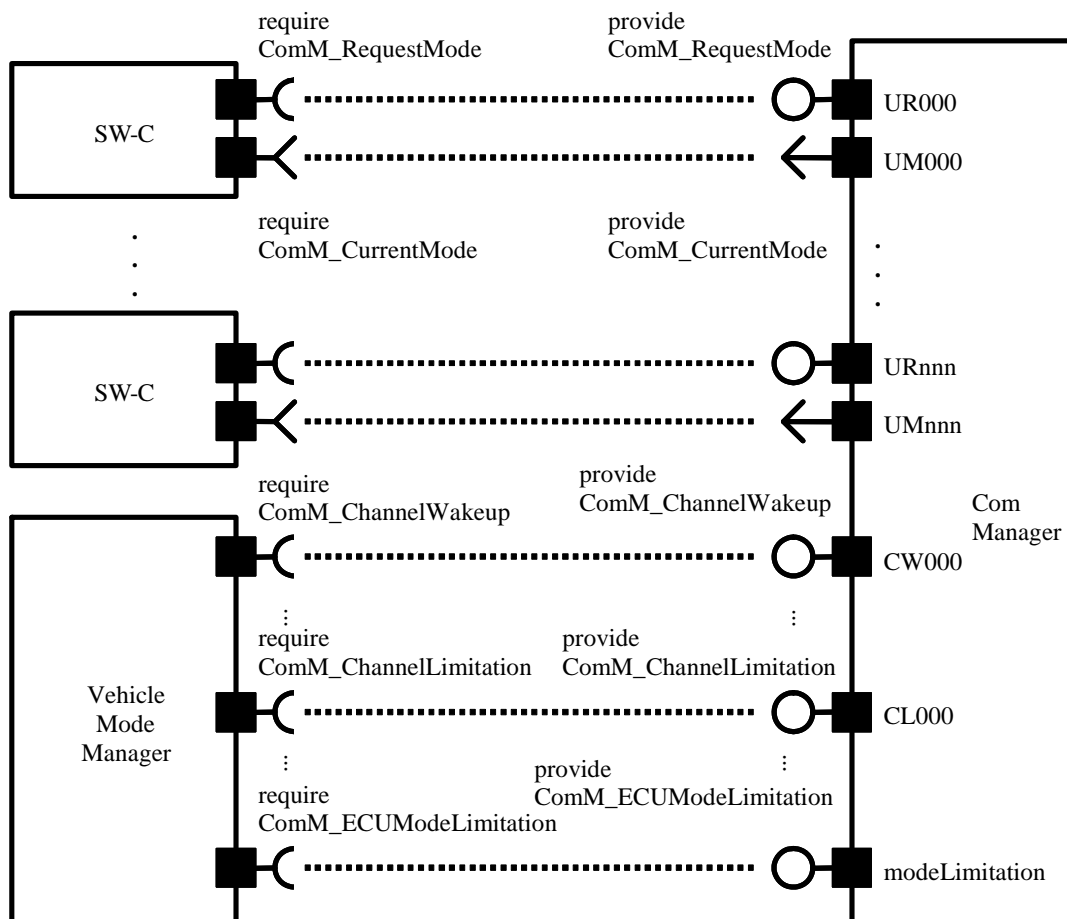 require
ComM_RequestMode
provide
ComM_RequestMode
SW-C
UR000
UM000
require
ComM_CurrentMode
provide
ComM_CurrentMode
SW-C
URnnn
UMnnn
require
ComM_ChannelWakeup
provide
ComM_ChannelWakeup
Com
Manager
CW000
require
ComM_ChannelLimitation
provide
ComM_ChannelLimitation
Vehicle
Mode
Manager
CL000
require
ComM_ECUModeLimitation
provide
ComM_ECUModeLimitation
modeLimitation